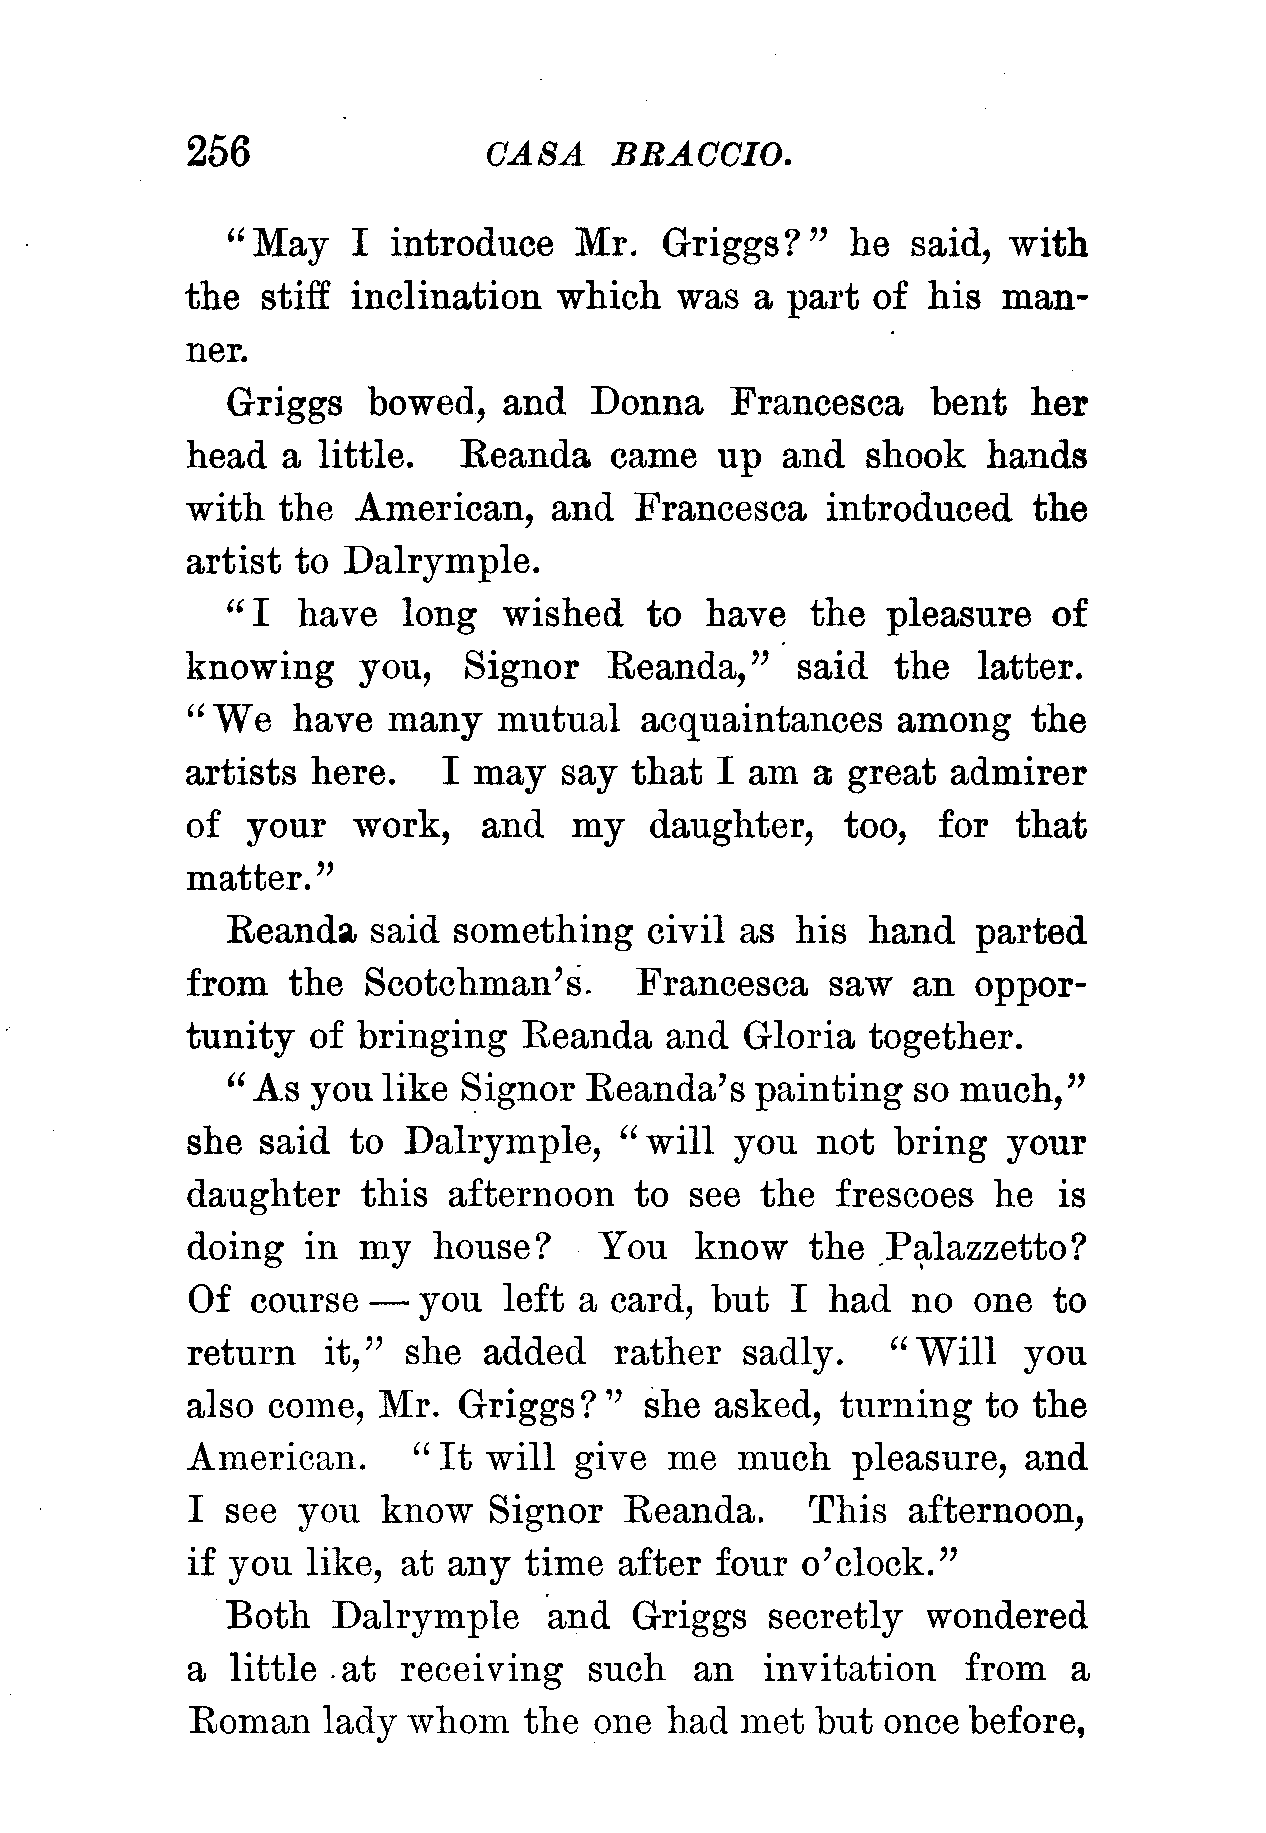 256 CASA BRACCIO.
"May I introduce Mr. Griggs?" he said, with
the stiff inclination which was a part of his man-
ner.
Griggs bowed, and Donna Francesca bent her
head a little. Reanda came up and shook hands
with the American, and Francesca introduced the
artist to Dalrymple.
"I have long wished to have the pleasure of
knowing you, Signor Reanda," said the latter.
"We have many mutual acquaintances among the
artists here. I may say that I am a great admirer
of your work, and my daughter, too, for that
matter."
Reanda said something civil as his hand parted
from the Scotchman's. Francesca saw an oppor-
tunity of bringing Reanda and Gloria together.
"As you like Signor Reanda's painting so much,"
she said to Dalrymple, "will you not bring your
daughter this afternoon to see the frescoes he is
doing in my house? You know the Palazzetto?
Of course — you left a card, but I had no one to
return it," she added rather sadly. "Will you
also come, Mr. Griggs?" she asked, turning to the
American. "It will give me much pleasure, and
I see you know Signor Reanda. This afternoon,
if you like, at any time after four o'clock."
Both Dalrymple and Griggs secretly wondered
a little at receiving such an invitation from a
Roman lady whom the one had met but once before,